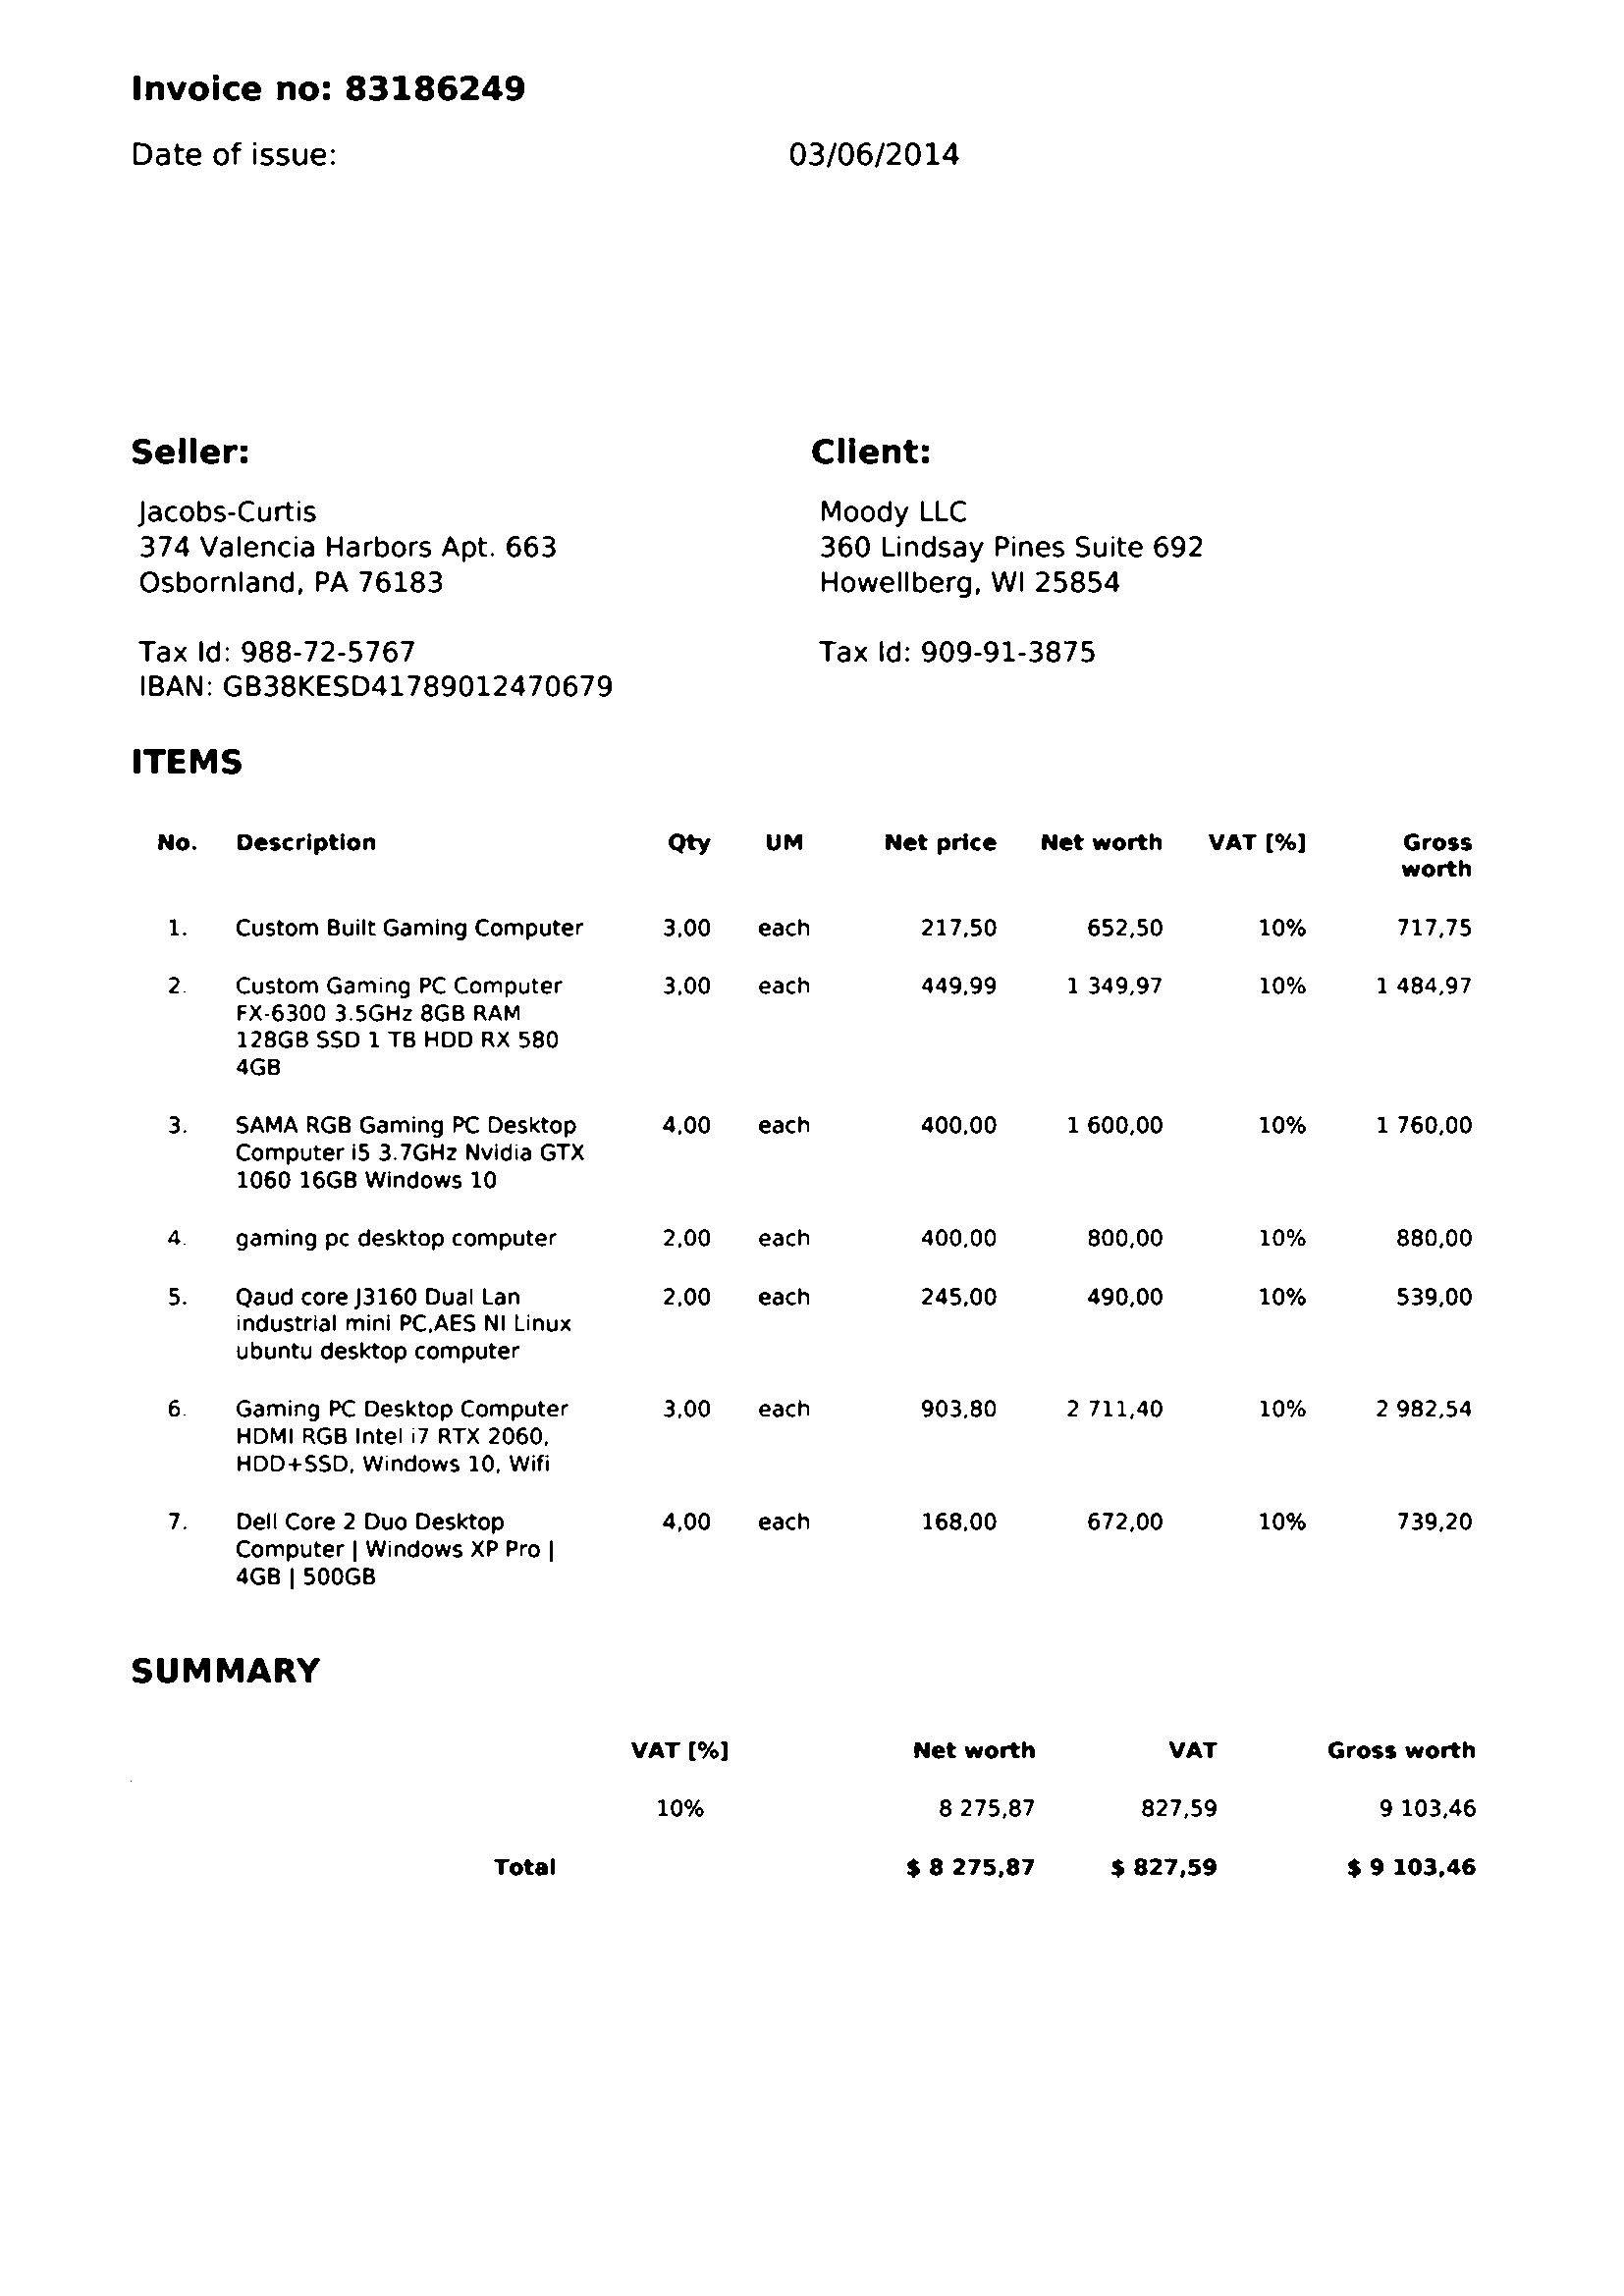 Invoice no: 83186249
Date of issue: 03/06/2014
Seller: Client:
Jacobs-Curtis Moody LLC
374 Valencia Harbors Apt. 663 360 Lindsay Pines Suite 692
Osbornland, PA 76183 Howellberg, WI 25854
Tax Id: 988-72-5767 Tax Id: 909-91-3875
IBAN: GB38KESD41789012470679
ITEMS
No. Description Qty UM Net price Net worth VAT [%] Gross
worth
1. Custom Built Gaming Computer 3,00 each 217,50 652,50 10% 717,75
2. Custom Gaming PC Computer 3,00 each 449,99 1 349,97 10% 1 484,97
FX-6300 3.5GHz 8GB RAM
128GB SSD 1 TB HDD RX 580
4GB
3. SAMA RGB Gaming PC Desktop 4,00 each 400,00 1 600,00 10% 1 760,00
Computer i5 3.7GHz Nvidia GTX
1060 16GB Windows 10
4. gaming pc desktop computer 2,00 each 400,00 800,00 10% 880,00
5. Qaud core J3160 Dual Lan 2,00 each 245,00 490,00 10% 539,00
industrial mini PC,AES NI Linux
ubuntu desktop computer
6. Gaming PC Desktop Computer 3,00 each 903,80 2 711,40 10% 2 982,54
HDMI RGB Intel i7 RTX 2060,
HDD+SSD, Windows 10, Wifi
7. Dell Core 2 Duo Desktop 4,00 each 168,00 672,00 10% 739,20
Computer | Windows XP Pro |
4GB | 500GB
SUMMARY
VAT [%] Net worth VAT Gross worth
10% 8 275,87 827,59 9 103,46
Total $ 8 275,87 $ 827,59 $ 9 103,46